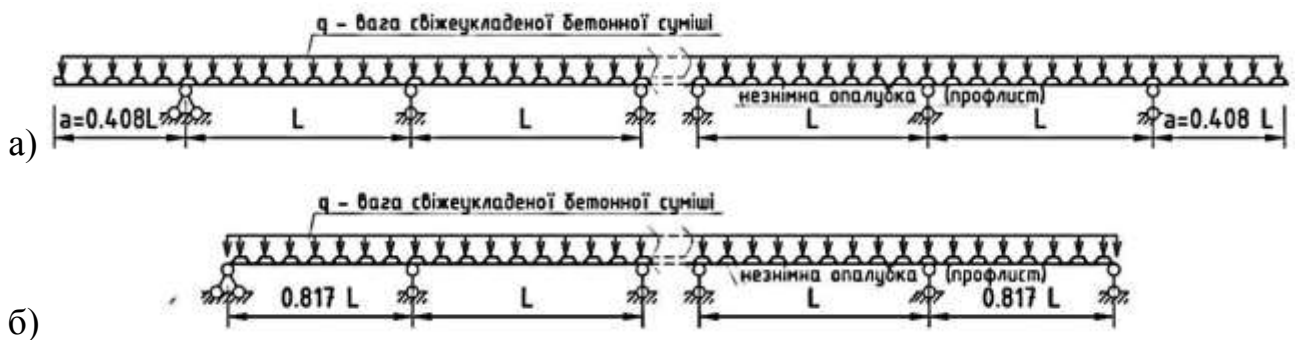 q - вага свіжеукладеної бетонної суміші
незнімна опалубка (профлист)
a=0.408L L L L L a=0.408 L
а)
q - вага свіжеукладеної бетонної суміші
незнімна опалубка (профлист)
0.817 L L L 0.817 L
б)